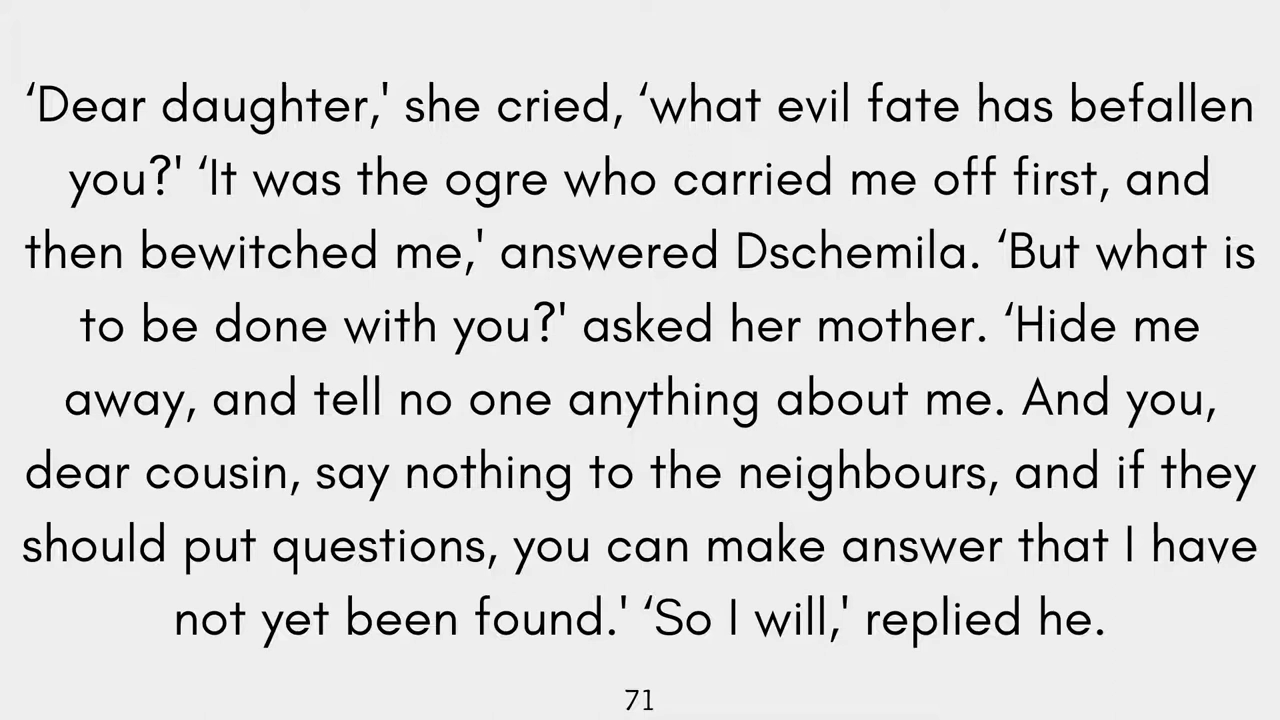 ‘Dear daughter,' she cried, ‘what evil fate has befallen
you?' ‘It was the ogre who carried me off first, and
then bewitched me,' answered Dschemila. ‘But what is
to be done with you?' asked her mother. ‘Hide me
away, and tell no one anything about me. And you,
dear cousin, say nothing to the neighbours, and if they
should put questions, you can make answer that I have
not yet been found.' ‘So I will,' replied he.
71